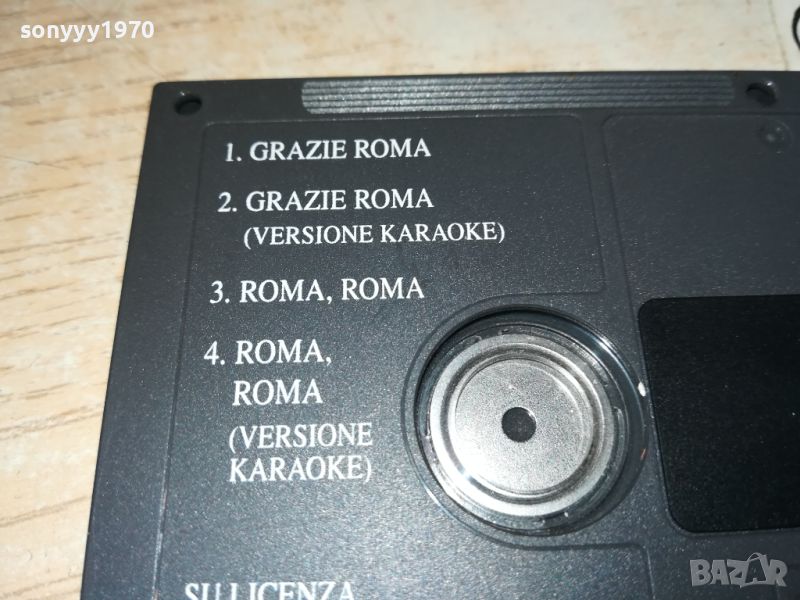 sonyyy1970
1. GRAZIE ROMA
2. GRAZIE ROMA
(VERSIONE KARAOKE)
3. ROMA, ROMA
4. ROMA,
ROMA
(VERSIONE
KARAOKE)
SU LICENZA
BAZAR